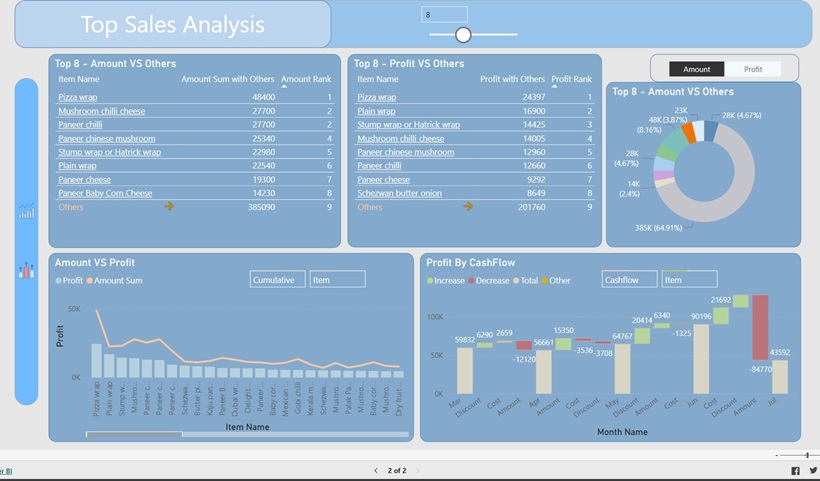 Top Sales Analysis
8
Top 8 - Amount VS Others
Item Name Amount Sum with Others Amount Rank
Pizza wrap 48400 1
Mushroom chilli cheese 27700 2
Paneer chilli 27700 2
Paneer chinese mushroom 25340 4
Stump wrap or Hatrick wrap 22980 5
Plain wrap 22540 6
Paneer cheese 19300 7
Paneer Baby Corn Cheese 14230 8
Others 385090 9
Top 8 - Profit VS Others
Item Name Profit with Others Profit Rank
Pizza wrap 24397 1
Plain wrap 16900 2
Stump wrap or Hatrick wrap 14425 3
Mushroom chilli cheese 14005 4
Paneer chinese mushroom 12960 5
Paneer chilli 12660 6
Paneer cheese 9292 7
Schezwan butter onion 8649 8
Others 201760 9
Amount Profit
Top 8 - Amount VS Others
23K
48K (3.87%)
(8.16%)
28K (4.67%)
28K
(4.67%)
14K
(2.4%)
385K (64.91%)
Amount VS Profit
Profit Amount Sum
Cumulative Item
50K
0K
Profit
Pizza wrap
Plain wrap
Stump w...
Mushro...
Paneer c...
Paneer c...
Paneer c...
Schezwa...
Butter pl...
Kaju pan...
Paneer B...
Dubai wr...
Delight ...
Paneer ...
Baby cor...
Mexican ...
Gobi chilli
Kerala m...
Schezwa...
Mushro...
Palak Pa...
Mushro...
Baby cor...
Mushro...
Dry fruit ...
Item Name
Profit By CashFlow
Increase Decrease Total Other
Cashflow Item
100K
50K
0K
59832
6290
2659
-12120
56661
15350
-3536
-3708
64767
20414
6340
-1325
90196
21692
-84770
43592
Mar
Discount
Cost
Amount
Apr
Amount
Cost
Discount
May
Discount
Amount
Cost
Jun
Cost
Discount
Amount
Jul
Month Name
er BI
2 of 2